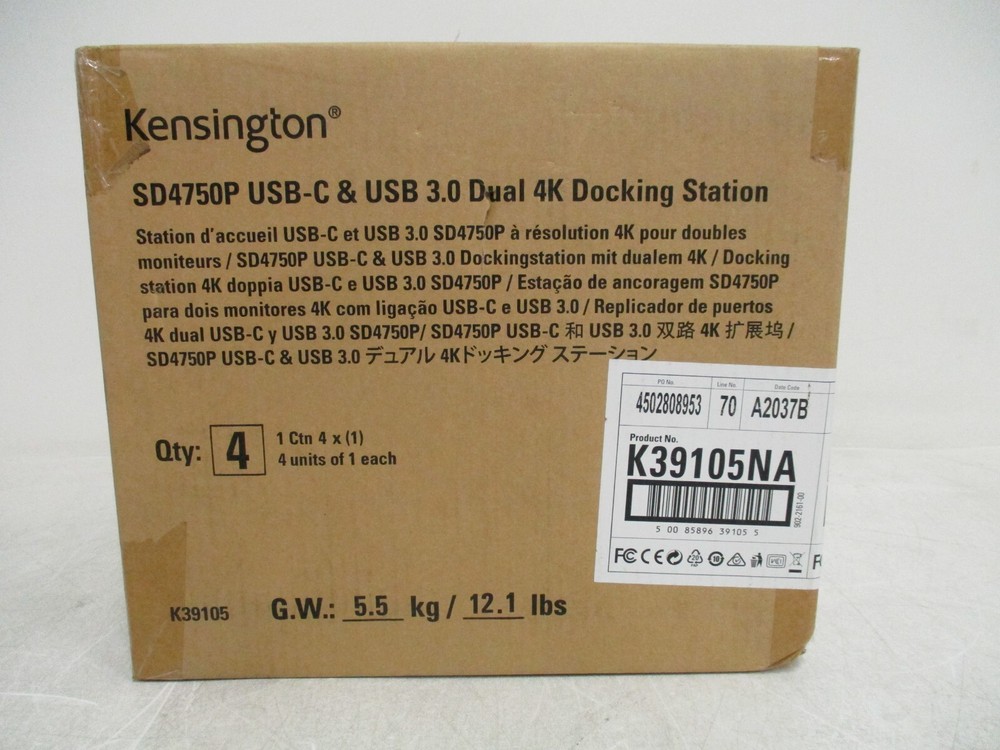 Kensington®
SD4750P USB-C & USB 3.0 Dual 4K Docking Station
Station d'accueil USB-C et USB 3.0 SD4750P à résolution 4K pour doubles
moniteurs / SD4750P USB-C & USB 3.0 Dockingstation mit dualem 4K / Docking
station 4K doppia USB-C e USB 3.0 SD4750P / Estação de ancoragem SD4750P
para dois monitores 4K com ligação USB-C e USB 3.0 / Replicador de puertos
4K dual USB-C y USB 3.0 SD4750P/ SD4750P USB-C 和 USB 3.0 双路 4K 扩展坞 /
SD4750P USB-C & USB 3.0 デュアル 4Kドッキング ステーション
PO No. Line No. Date Code
4502808953 70 A2037B
Product No.
K39105NA
5 00 85896 39105 5
902-2161-00
FC CE
Qty: 4 1 Ctn 4 x (1)
4 units of 1 each
K39105 G.W.: 5.5 kg / 12.1 lbs